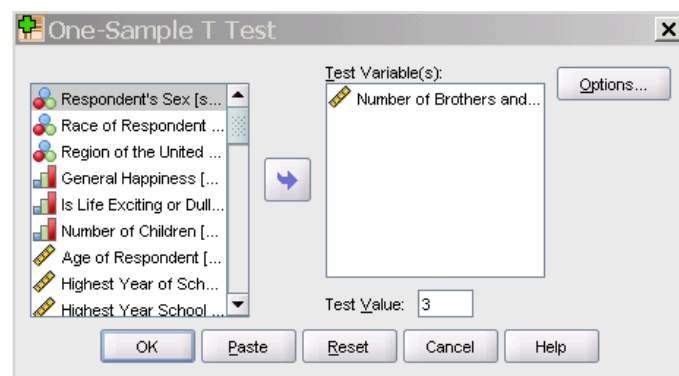 One-Sample T Test
Respondent's Sex [s...
Race of Respondent ...
Region of the United ...
General Happiness [...
Is Life Exciting or Dull...
Number of Children [...
Age of Respondent [...
Highest Year of Sch...
Highest Year School ...
Test Variable(s):
Number of Brothers and...
Test Value: 3
Options...
OK Paste Reset Cancel Help